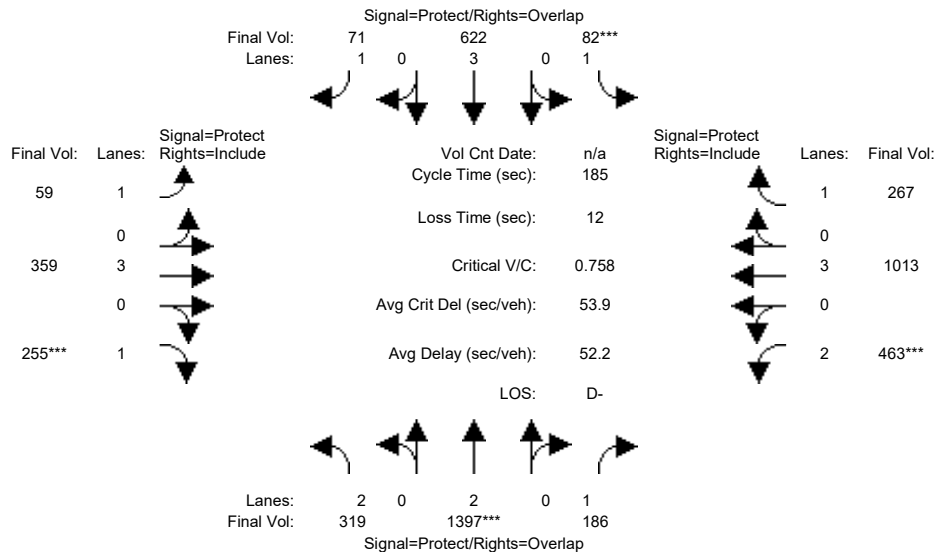 Signal=Protect/Rights=Overlap
Final Vol: 71 622 82***
Lanes: 1 0 3 0 1
Signal=Protect
Final Vol: Lanes: Rights=Include
Vol Cnt Date: n/a
Signal=Protect
Rights=Include Lanes: Final Vol:
Cycle Time (sec): 185
59 1
1 267
Loss Time (sec): 12
0
0
359 3
Critical V/C: 0.758
3 1013
0
Avg Crit Del (sec/veh): 53.9
0
255*** 1
Avg Delay (sec/veh): 52.2
2 463***
LOS: D-
Lanes: 2 0 2 0 1
Final Vol: 319 1397*** 186
Signal=Protect/Rights=Overlap